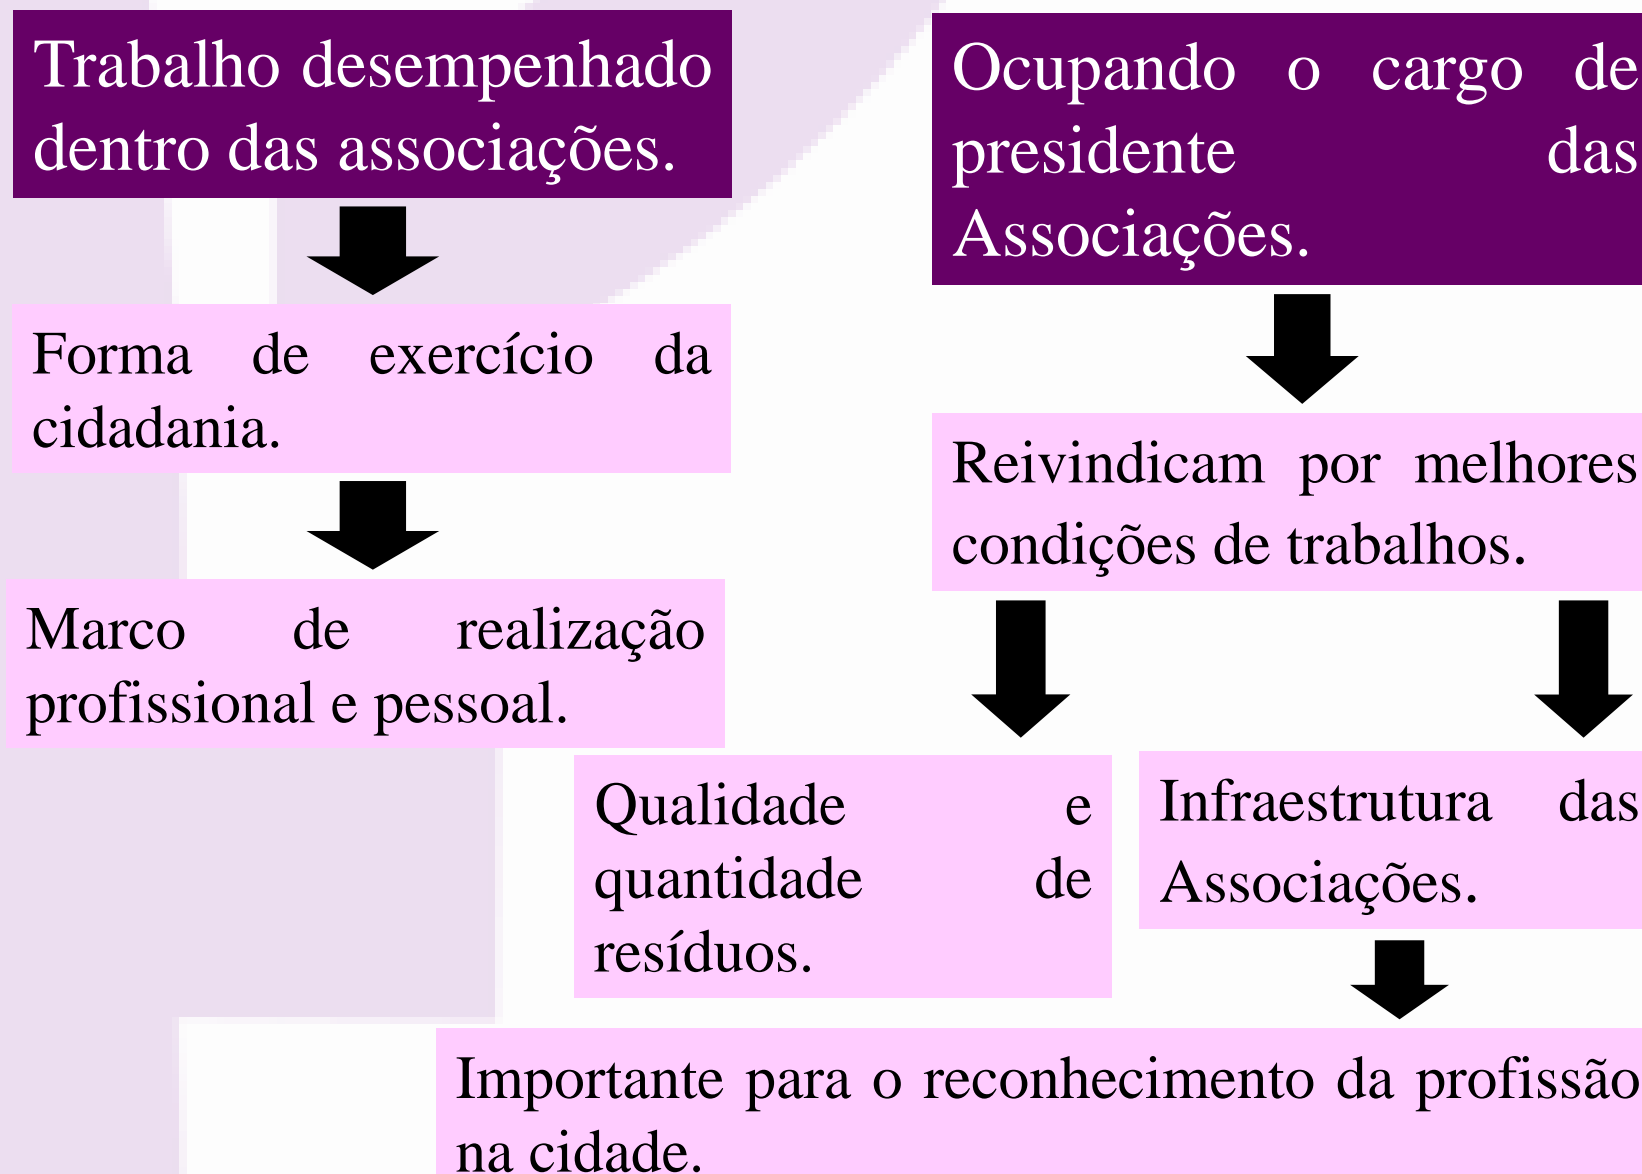 Trabalho desempenhado
dentro das associações.
Forma de exercício da
cidadania.
Marco de realização
profissional e pessoal.
Ocupando o cargo de
presidente das
Associações.
Reivindicam por melhores
condições de trabalhos.
Qualidade e
quantidade de
resíduos.
Infraestrutura das
Associações.
Importante para o reconhecimento da profissão
na cidade.